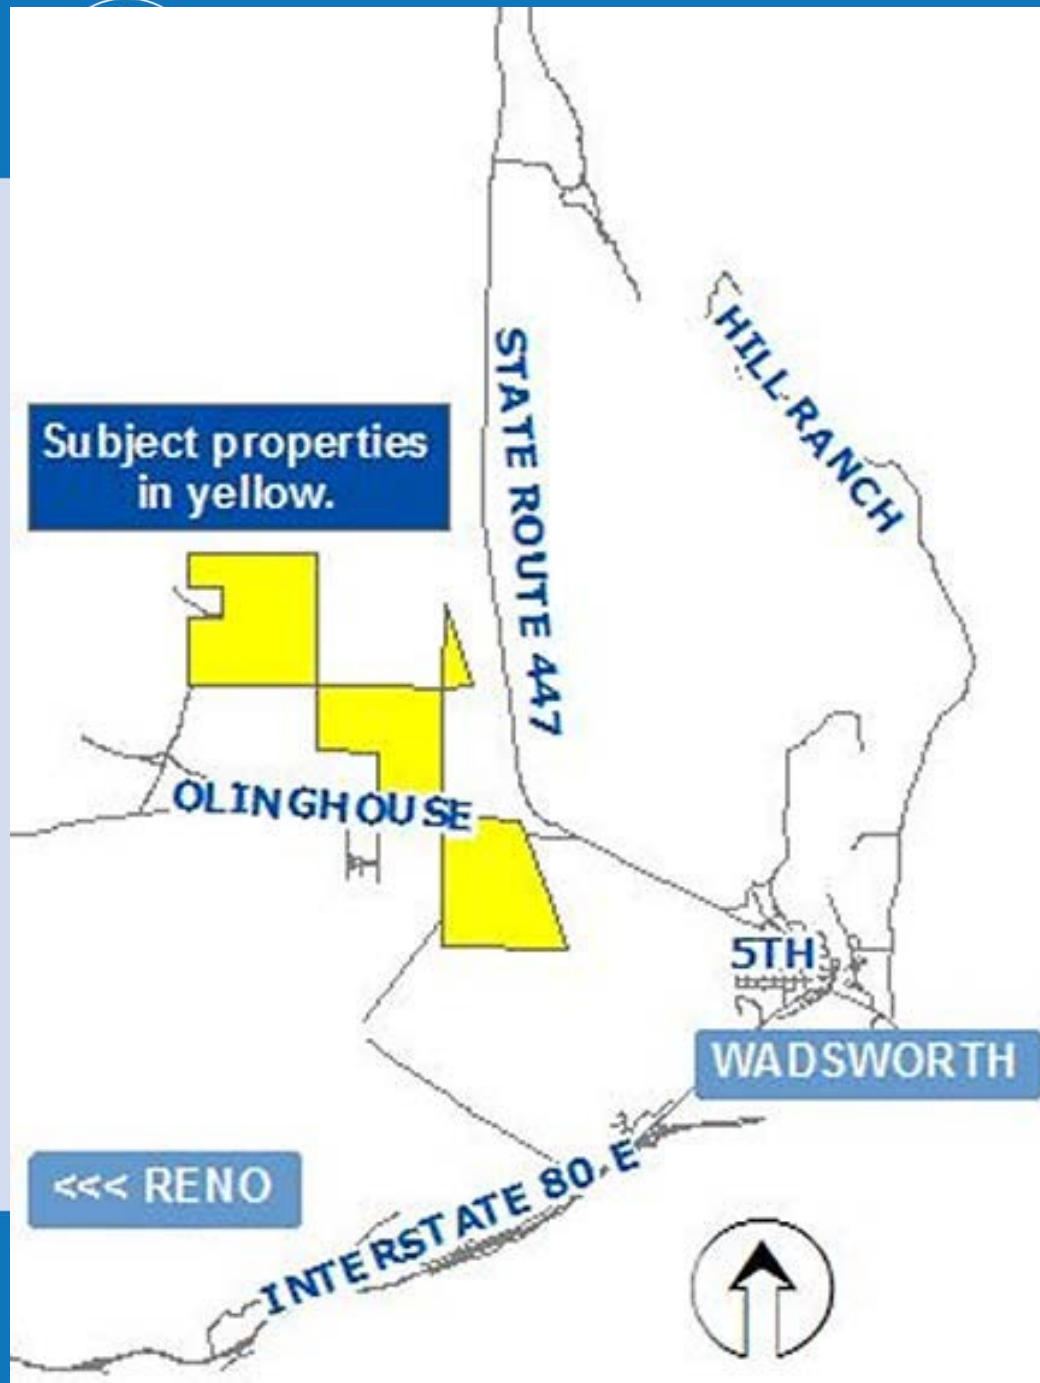 STATE ROUTE 447
HILL RANCH
Subject properties
in yellow.
OLINGHOUSE
5TH
WADSWORTH
<<< RENO
INTERSTATE 80 E